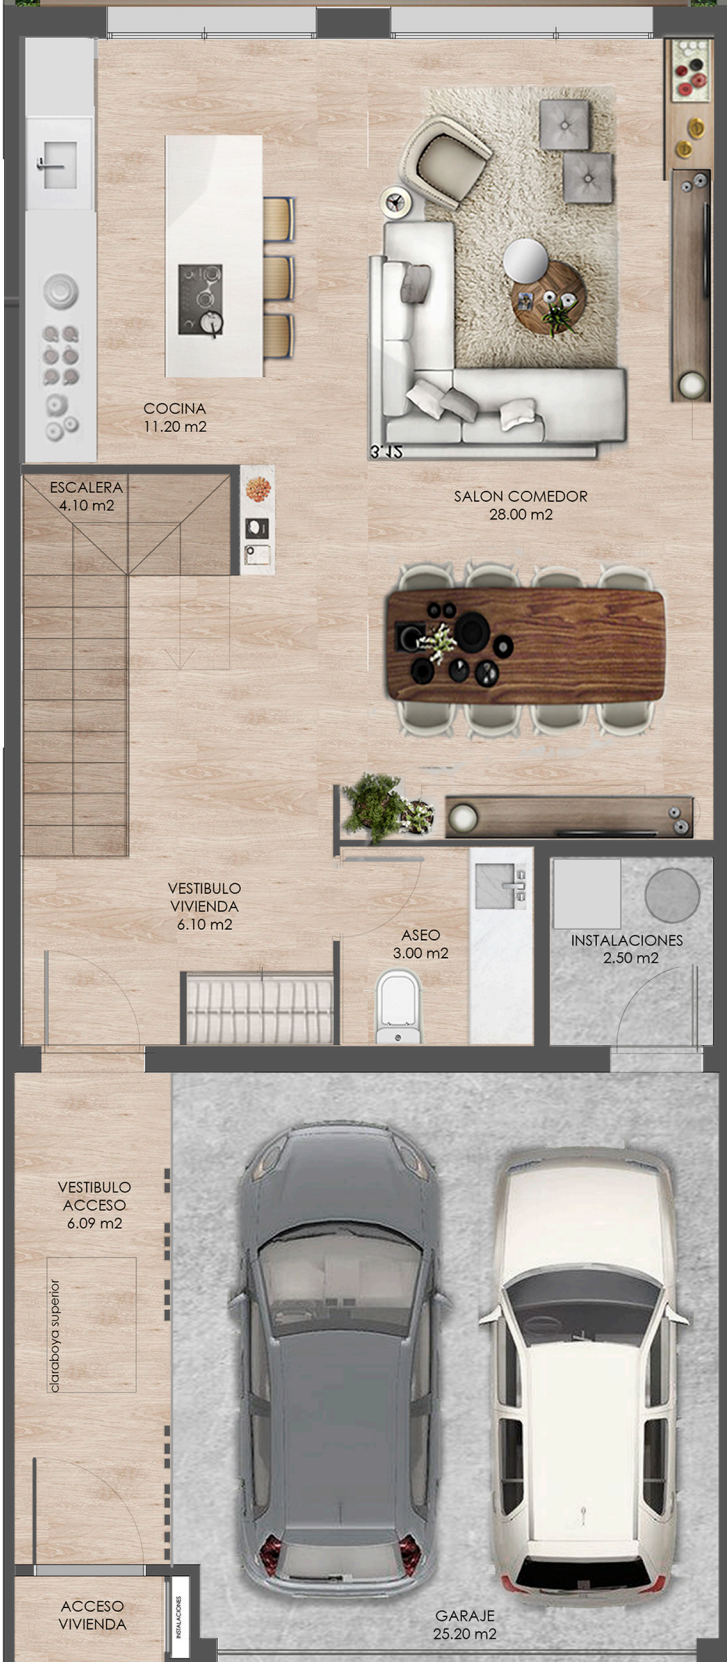 COCINA
11.20 m2
3.12
ESCALERA
4.10 m2
SALON COMEDOR
28.00 m2
VESTIBULO
VIVIENDA
6.10 m2
ASEO
3.00 m2
INSTALACIONES
2.50 m2
VESTIBULO
ACCESO
6.09 m2
claraboya superior
ACCESO
VIVIENDA
INSTALACIONES
GARAJE
25.20 m2